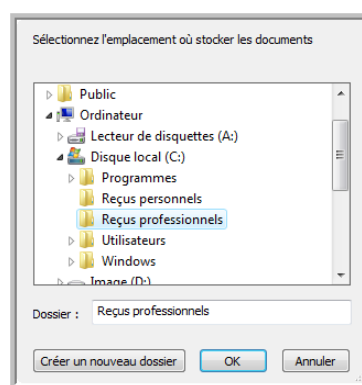 Sélectionnez l'emplacement où stocker les documents
Public
Ordinateur
Lecteur de disquettes (A:)
Disque local (C:)
Programmes
Reçus personnels
Reçus professionnels
Utilisateurs
Windows
Image (D:)
Dossier : Reçus professionnels
Créer un nouveau dossier OK Annuler